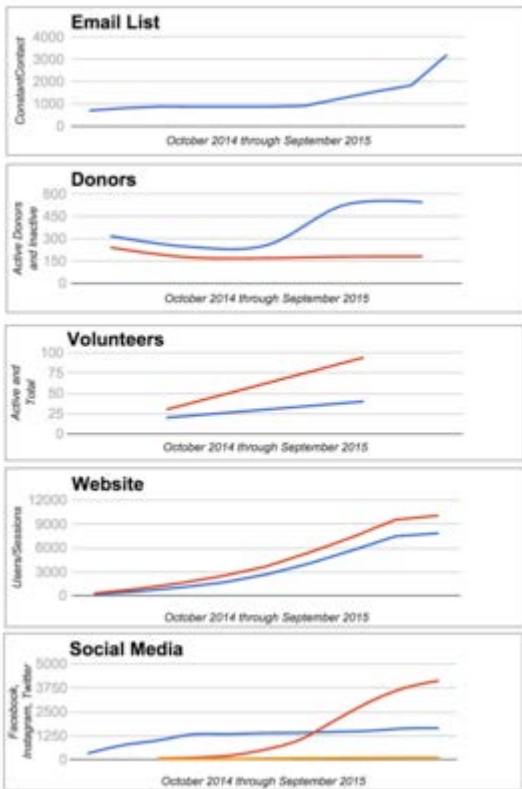 Email List
ConstantContact
4000
3000
2000
1000
0
October 2014 through September 2015
Donors
Active Donors
and Inactive
600
450
300
150
0
October 2014 through September 2015
Volunteers
Active and
Total
100
75
50
25
0
October 2014 through September 2015
Website
Users/Sessions
12000
9000
6000
3000
0
October 2014 through September 2015
Social Media
Facebook,
Instagram, Twitter
5000
3750
2500
1250
0
October 2014 through September 2015